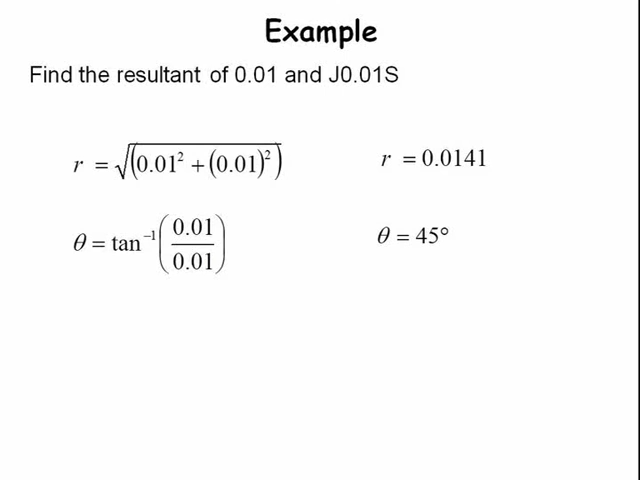 Example
Find the resultant of 0.01 and J0.01S
r = √(0.01² + (0.01)²) r = 0.0141
θ = tan⁻¹(0.01/0.01) θ = 45°